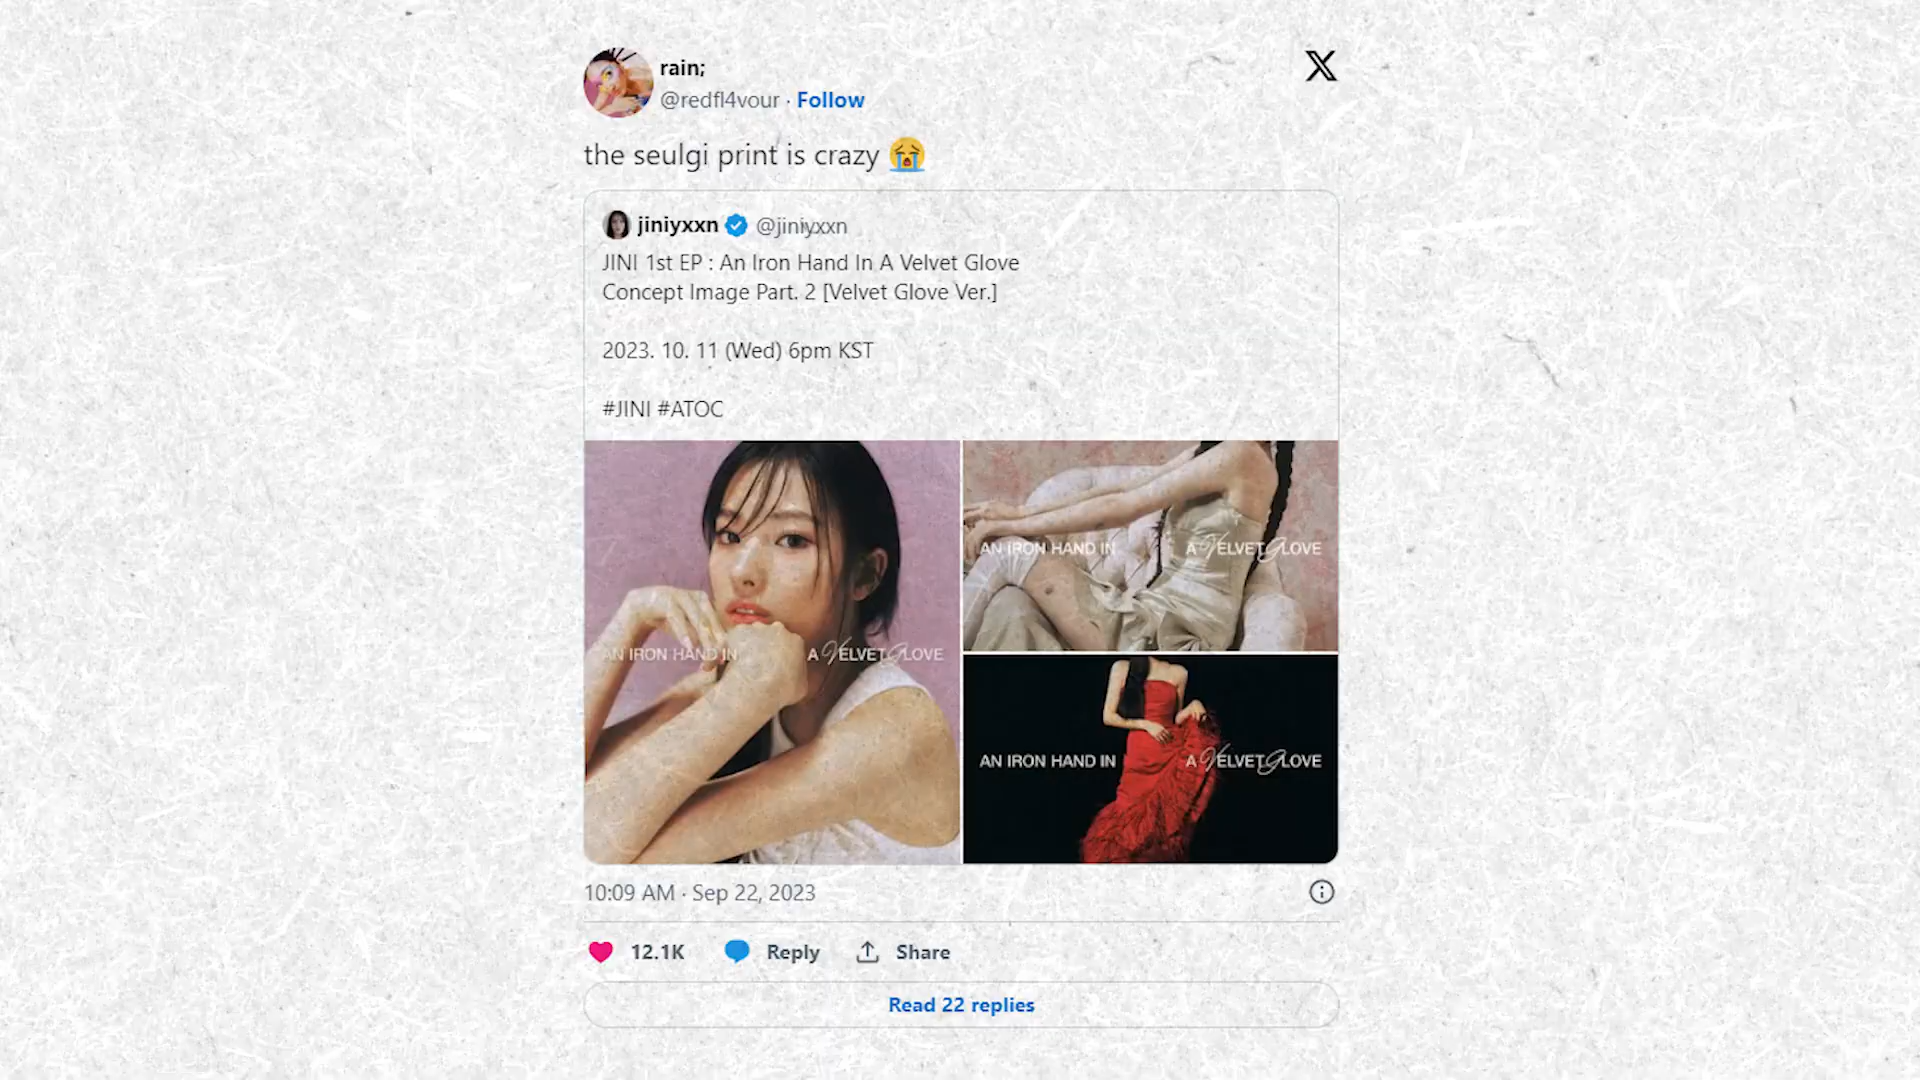 rain;
@redfl4vour · Follow
the seulgi print is crazy 😭
jiniyxxn @jiniyxxn
JINI 1st EP : An Iron Hand In A Velvet Glove
Concept Image Part. 2 [Velvet Glove Ver.]
2023. 10. 11 (Wed) 6pm KST
#JINI #ATOC
AN IRON HAND IN A VELVET GLOVE
AN IRON HAND IN A VELVET GLOVE
AN IRON HAND IN A VELVET GLOVE
10:09 AM · Sep 22, 2023
12.1K Reply Share
Read 22 replies